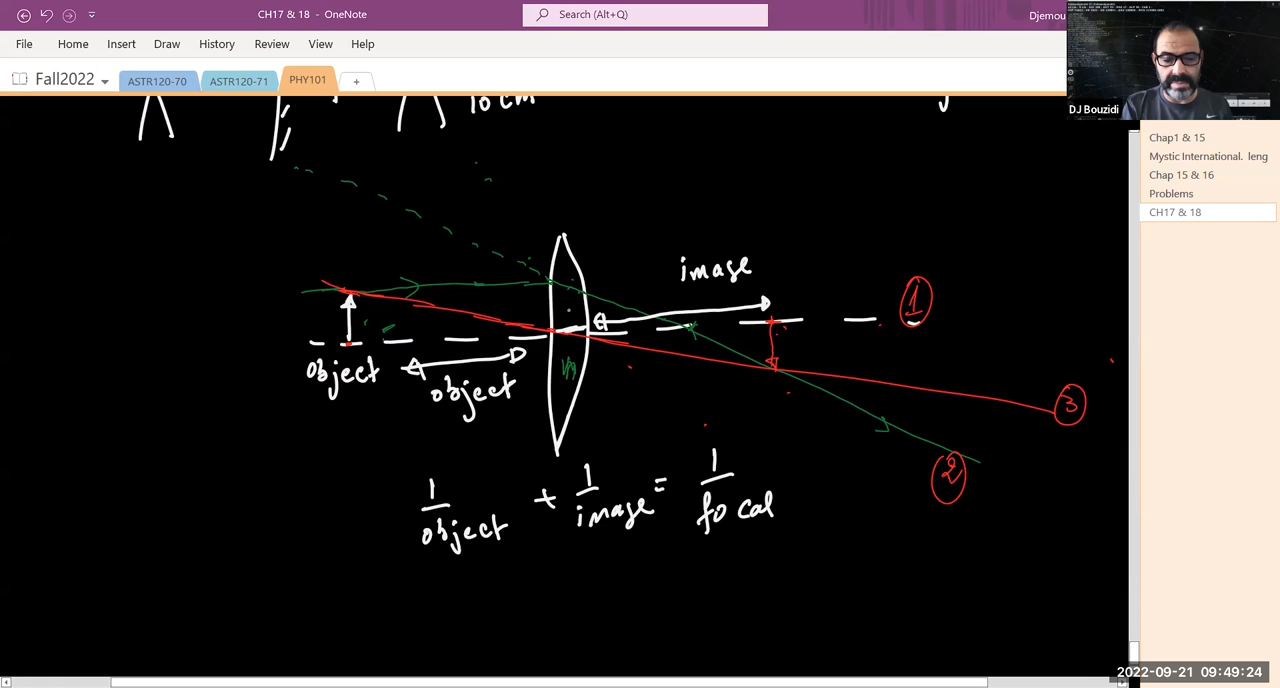 CH17 & 18 - OneNote
Search (Alt+Q)
Djemou
File Home Insert Draw History Review View Help
Fall2022 ASTR120-70 ASTR120-71 PHY101 +
DJ Bouzidi
Chap1 & 15
Mystic International. leng
Chap 15 & 16
Problems
CH17 & 18
10 cm
image
1
object
object
3
2
1/object + 1/image = 1/focal
2022-09-21 09:49:24